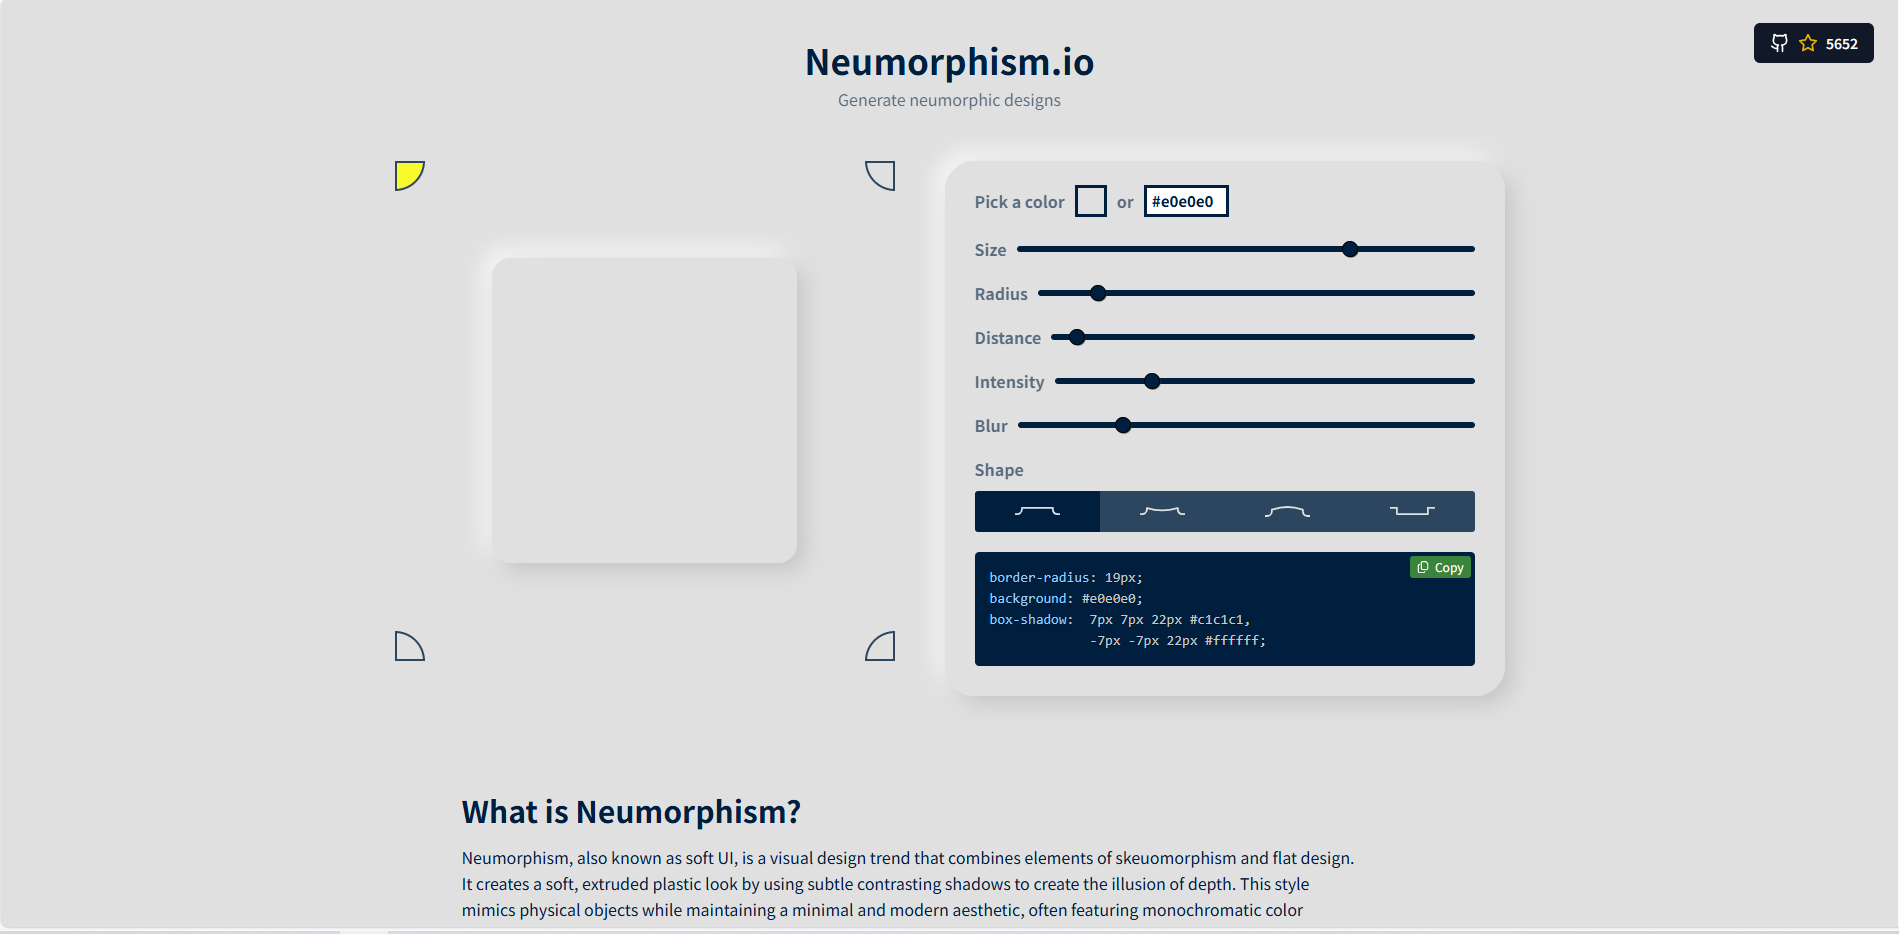 Neumorphism.io
Generate neumorphic designs
5652
Pick a color or #e0e0e0
Size
Radius
Distance
Intensity
Blur
Shape
Copy
border-radius: 19px;
background: #e0e0e0;
box-shadow:  7px 7px 22px #c1c1c1,
             -7px -7px 22px #ffffff;
What is Neumorphism?
Neumorphism, also known as soft UI, is a visual design trend that combines elements of skeuomorphism and flat design.
It creates a soft, extruded plastic look by using subtle contrasting shadows to create the illusion of depth. This style
mimics physical objects while maintaining a minimal and modern aesthetic, often featuring monochromatic color